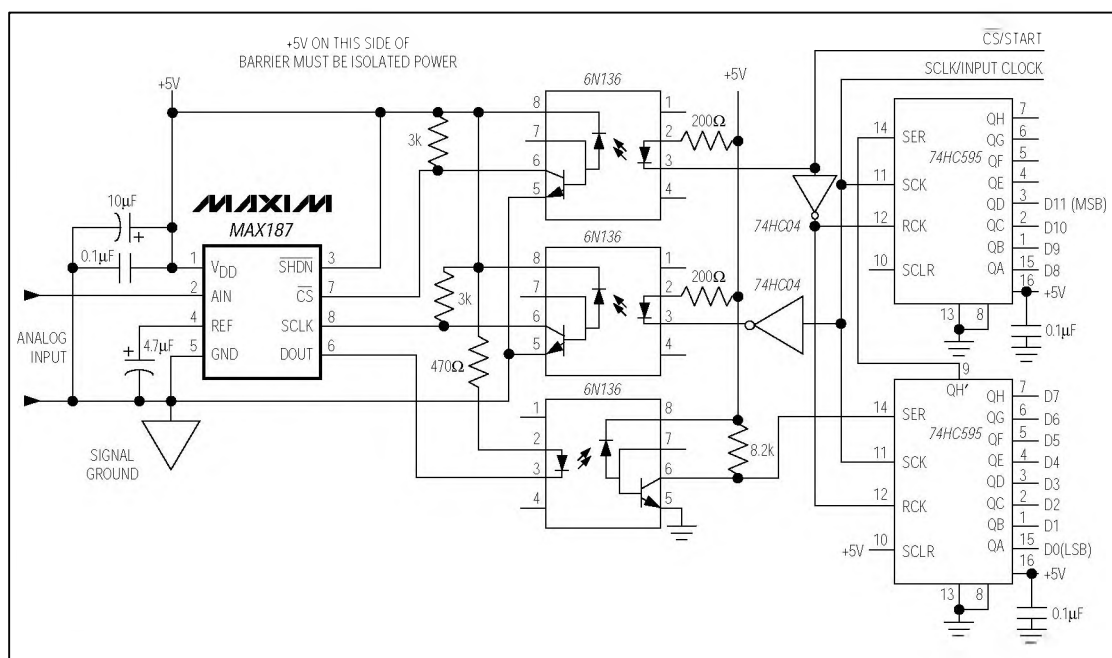 +5V ON THIS SIDE OF
BARRIER MUST BE ISOLATED POWER
+5V
10µF
+
0.1µF
ANALOG
INPUT
4.7µF
+
SIGNAL
GROUND
MAXIM
MAX187
1 VDD
2 AIN
4 REF
5 GND
SHDN 3
CS 7
SCLK 8
DOUT 6
3k
3k
470Ω
6N136
8
7
6
5
1
2
3
4
200Ω
+5V
6N136
8
7
6
5
1
2
3
4
200Ω
6N136
1
2
3
4
8
7
6
5
8.2k
74HC04
74HC04
CS/START
SCLK/INPUT CLOCK
74HC595
14 SER
11 SCK
12 RCK
10 SCLR
QH 7
QG 6
QF 5
QE 4
QD 3 D11 (MSB)
QC 2 D10
QB 1 D9
QA 15 D8
16
+5V
13 8
0.1µF
9
QH'
74HC595
14 SER
11 SCK
12 RCK
+5V 10 SCLR
QH 7 D7
QG 6 D6
QF 5 D5
QE 4 D4
QD 3 D3
QC 2 D2
QB 1 D1
QA 15 D0(LSB)
16
+5V
13 8
0.1µF